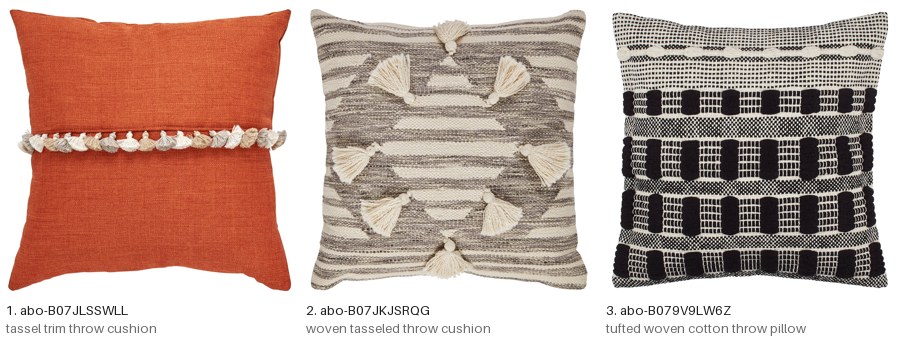 1. abo-B07JLSSWLL
tassel trim throw cushion
2. abo-B07JKJSRQG
woven tasseled throw cushion
3. abo-B079V9LW6Z
tufted woven cotton throw pillow